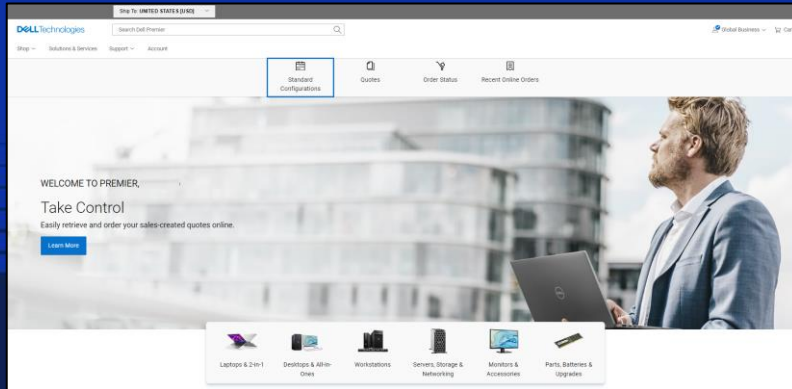 Ship To: UNITED STATES (USD)
DELLTechnologies
Search Dell Premier
Global Business
Car
Shop
Solutions & Services
Support
Account
Standard
Configurations
Quotes
Order Status
Recent Online Orders
WELCOME TO PREMIER,
Take Control
Easily retrieve and order your sales-created quotes online.
Learn More
Laptops & 2-in-1
Desktops & All-in-
Ones
Workstations
Servers, Storage &
Networking
Monitors &
Accessories
Parts, Batteries &
Upgrades